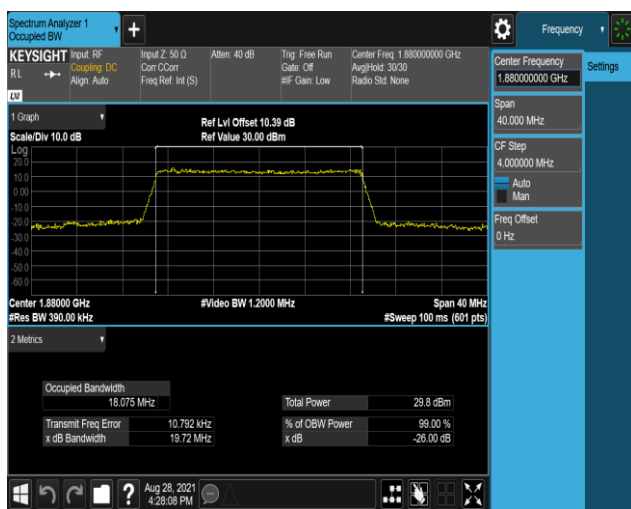 Spectrum Analyzer 1
Occupied BW
+
Frequency
KEYSIGHT
RL
LXI
Input: RF
Coupling: DC
Align: Auto
Input Z: 50 Ω
Corr CCorr
Freq Ref: Int (S)
Atten: 40 dB
Trig: Free Run
Gate: Off
#IF Gain: Low
Center Freq: 1.880000000 GHz
Avg|Hold: 30/30
Radio Std: None
Center Frequency
1.880000000 GHz
Settings
Span
40.000 MHz
CF Step
4.000000 MHz
Auto
Man
Freq Offset
0 Hz
1 Graph
Scale/Div 10.0 dB
Ref Lvl Offset 10.39 dB
Ref Value 30.00 dBm
Log
20.0
10.0
0.00
-10.0
-20.0
-30.0
-40.0
-50.0
-60.0
Center 1.88000 GHz
#Video BW 1.2000 MHz
Span 40 MHz
#Res BW 390.00 kHz
#Sweep 100 ms (601 pts)
2 Metrics
Occupied Bandwidth
18.075 MHz
Total Power 29.8 dBm
Transmit Freq Error 10.792 kHz
% of OBW Power 99.00 %
x dB Bandwidth 19.72 MHz
x dB -26.00 dB
?
Aug 28, 2021
4:28:08 PM